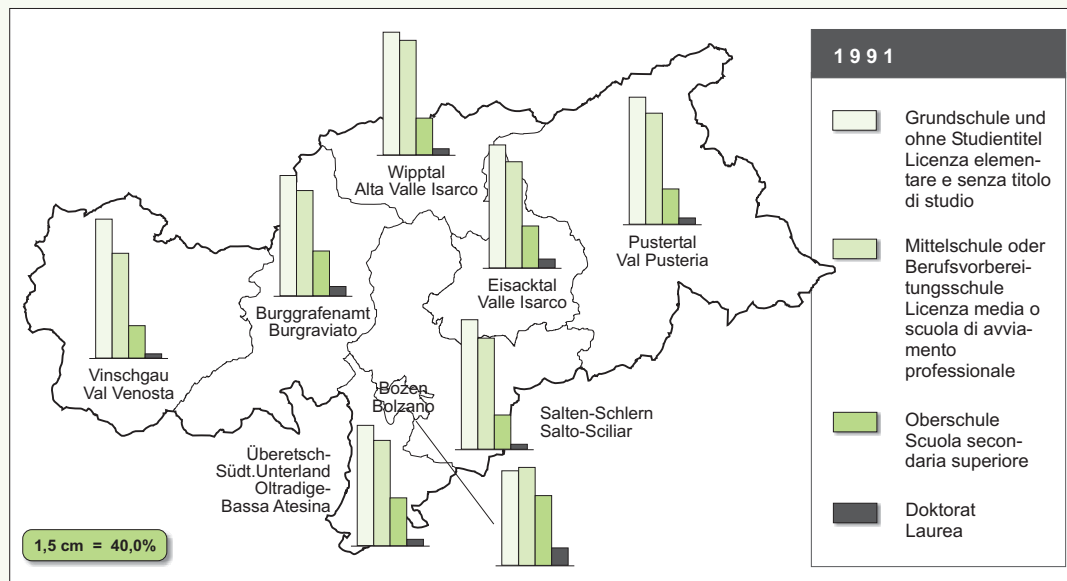 1 9 9 1
Grundschule und
ohne Studientitel
Licenza elemen-
tare e senza titolo
di studio
Mittelschule oder
Berufsvorberei-
tungsschule
Licenza media o
scuola di avvia-
mento
professionale
Oberschule
Scuola secon-
daria superiore
Doktorat
Laurea
Wipptal
Alta Valle Isarco
Pustertal
Val Pusteria
Eisacktal
Valle Isarco
Burggrafenamt
Burgraviato
Vinschgau
Val Venosta
Bozen
Bolzano
Salten-Schlern
Salto-Sciliar
Überetsch-
Südt.Unterland
Oltradige-
Bassa Atesina
1,5 cm = 40,0%